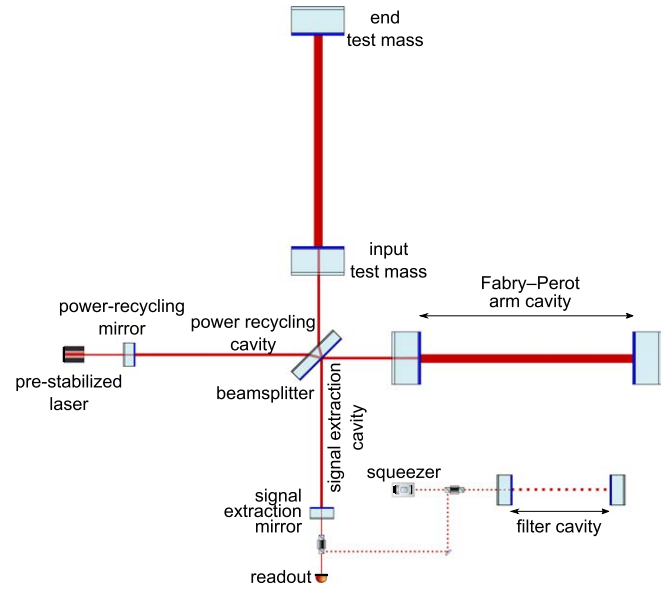 end
test mass
input
test mass
Fabry–Perot
arm cavity
power-recycling
mirror
power recycling
cavity
pre-stabilized
laser
beamsplitter
signal extraction
cavity
squeezer
signal
extraction
mirror
filter cavity
readout